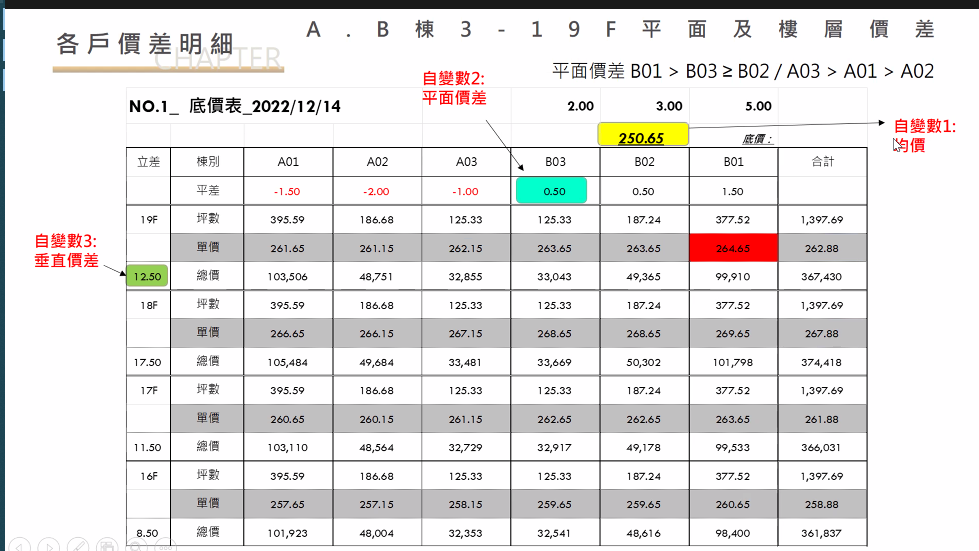 A.B棟3-19F平面及樓層價差
各戶價差明細
CHAPTER
平面價差 B01 > B03 ≥ B02 / A03 > A01 > A02
自變數2:
平面價差
NO.1_ 底價表_2022/12/14 2.00 3.00 5.00
250.65 底價:
自變數1:
均價
立差 棟別 A01 A02 A03 B03 B02 B01 合計
平差 -1.50 -2.00 -1.00 0.50 0.50 1.50
19F 坪數 395.59 186.68 125.33 125.33 187.24 377.52 1,397.69
單價 261.65 261.15 262.15 263.65 263.65 264.65 262.88
自變數3:
垂直價差
12.50 總價 103,506 48,751 32,855 33,043 49,365 99,910 367,430
18F 坪數 395.59 186.68 125.33 125.33 187.24 377.52 1,397.69
單價 266.65 266.15 267.15 268.65 268.65 269.65 267.88
17.50 總價 105,484 49,684 33,481 33,669 50,302 101,798 374,418
17F 坪數 395.59 186.68 125.33 125.33 187.24 377.52 1,397.69
單價 260.65 260.15 261.15 262.65 262.65 263.65 261.88
11.50 總價 103,110 48,564 32,729 32,917 49,178 99,533 366,031
16F 坪數 395.59 186.68 125.33 125.33 187.24 377.52 1,397.69
單價 257.65 257.15 258.15 259.65 259.65 260.65 258.88
8.50 總價 101,923 48,004 32,353 32,541 48,616 98,400 361,837